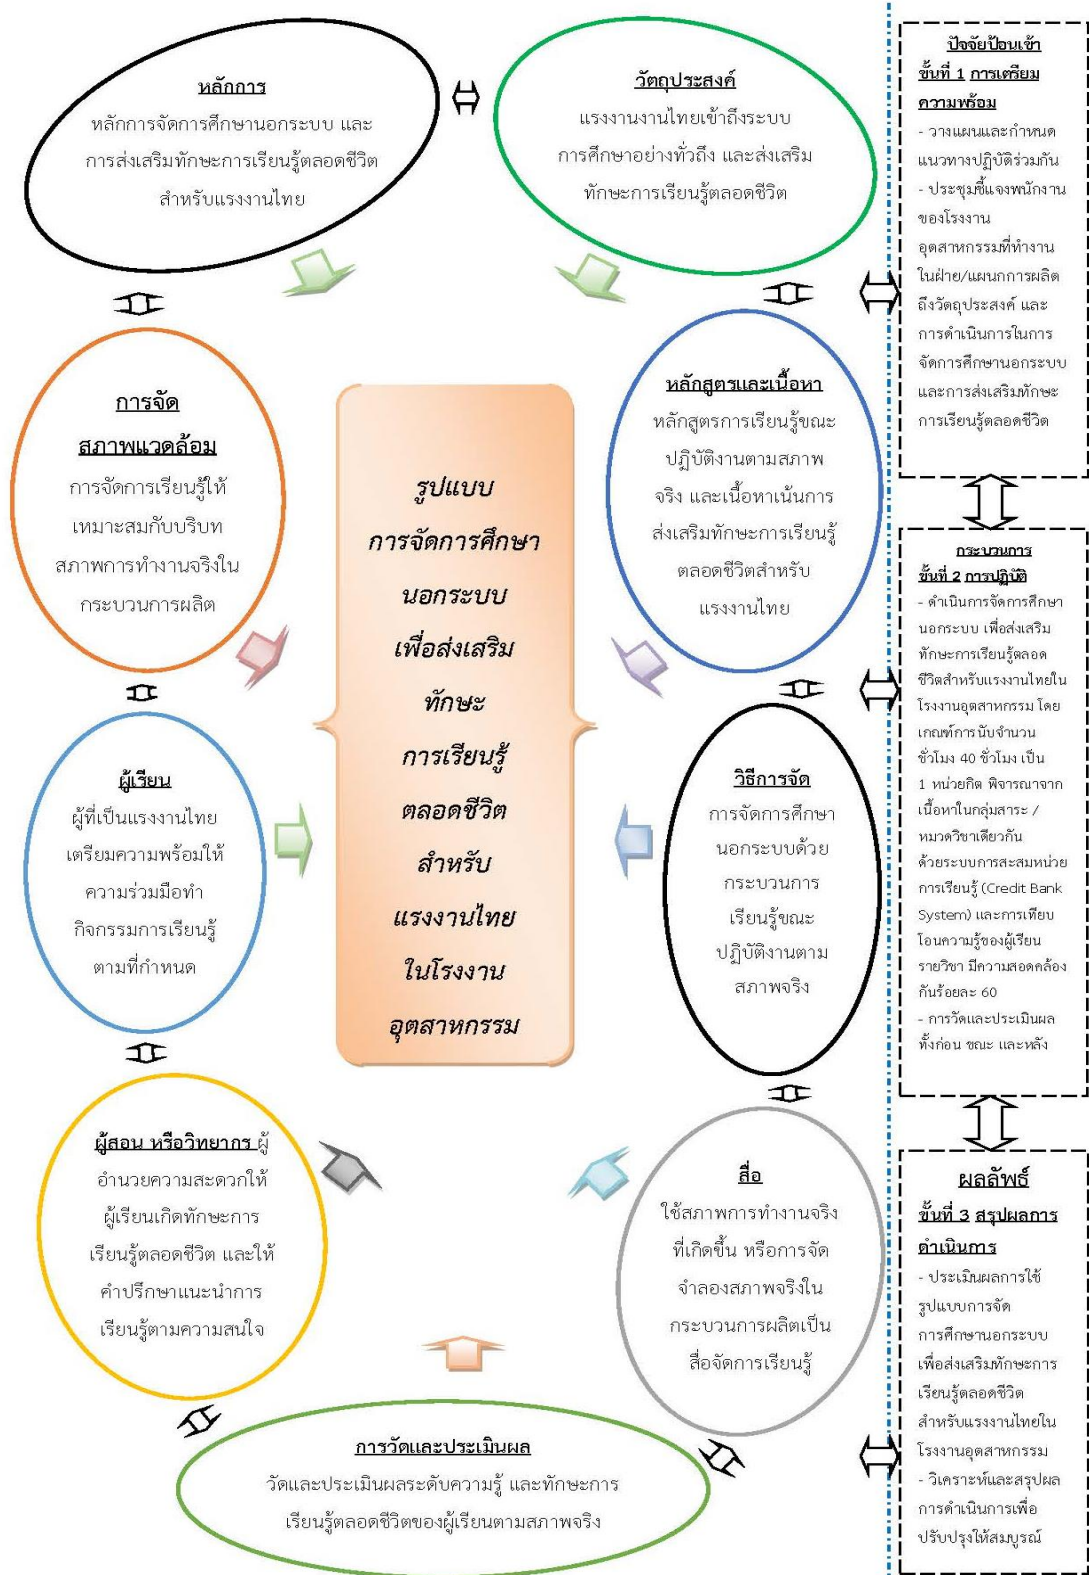 หลักการ
หลักการจัดการศึกษานอกระบบ และ
การส่งเสริมทักษะการเรียนรู้ตลอดชีวิต
สำหรับแรงงานไทย
วัตถุประสงค์
แรงงานงานไทยเข้าถึงระบบ
การศึกษาอย่างทั่วถึง และส่งเสริม
ทักษะการเรียนรู้ตลอดชีวิต
การจัด
สภาพแวดล้อม
การจัดการเรียนรู้ให้
เหมาะสมกับบริบท
สภาพการทำงานจริงใน
กระบวนการผลิต
รูปแบบ
การจัดการศึกษา
นอกระบบ
เพื่อส่งเสริม
ทักษะ
การเรียนรู้
ตลอดชีวิต
สำหรับ
แรงงานไทย
ในโรงงาน
อุตสาหกรรม
หลักสูตรและเนื้อหา
หลักสูตรการเรียนรู้ขณะ
ปฏิบัติงานตามสภาพ
จริง และเนื้อหาเน้นการ
ส่งเสริมทักษะการเรียนรู้
ตลอดชีวิตสำหรับ
แรงงานไทย
ผู้เรียน
ผู้ที่เป็นแรงงานไทย
เตรียมความพร้อมให้
ความร่วมมือทำ
กิจกรรมการเรียนรู้
ตามที่กำหนด
วิธีการจัด
การจัดการศึกษา
นอกระบบด้วย
กระบวนการ
เรียนรู้ขณะ
ปฏิบัติงานตาม
สภาพจริง
ผู้สอน หรือวิทยากร ผู้
อำนวยความสะดวกให้
ผู้เรียนเกิดทักษะการ
เรียนรู้ตลอดชีวิต และให้
คำปรึกษาแนะนำการ
เรียนรู้ตามความสนใจ
สื่อ
ใช้สภาพการทำงานจริง
ที่เกิดขึ้น หรือการจัด
จำลองสภาพจริงใน
กระบวนการผลิตเป็น
สื่อจัดการเรียนรู้
การวัดและประเมินผล
วัดและประเมินผลระดับความรู้ และทักษะการ
เรียนรู้ตลอดชีวิตของผู้เรียนตามสภาพจริง
ปัจจัยป้อนเข้า
ขั้นที่ 1 การเตรียม
ความพร้อม
- วางแผนและกำหนด
แนวทางปฏิบัติร่วมกัน
- ประชุมชี้แจงพนักงาน
ของโรงงาน
อุตสาหกรรมที่ทำงาน
ในฝ่าย/แผนกการผลิต
ถึงวัตถุประสงค์ และ
การดำเนินการในการ
จัดการศึกษานอกระบบ
และการส่งเสริมทักษะ
การเรียนรู้ตลอดชีวิต
กระบวนการ
ขั้นที่ 2 การปฏิบัติ
- ดำเนินการจัดการศึกษา
นอกระบบ เพื่อส่งเสริม
ทักษะการเรียนรู้ตลอด
ชีวิตสำหรับแรงงานไทยใน
โรงงานอุตสาหกรรม โดย
เกณฑ์การนับจำนวน
ชั่วโมง 40 ชั่วโมง เป็น
1 หน่วยกิต พิจารณาจาก
เนื้อหาในกลุ่มสาระ /
หมวดวิชาเดียวกัน
ด้วยระบบการสะสมหน่วย
การเรียนรู้ (Credit Bank
System) และการเทียบ
โอนความรู้ของผู้เรียน
รายวิชา มีความสอดคล้อง
กันร้อยละ 60
- การวัดและประเมินผล
ทั้งก่อน ขณะ และหลัง
ผลลัพธ์
ขั้นที่ 3 สรุปผลการ
ดำเนินการ
- ประเมินผลการใช้
รูปแบบการจัด
การศึกษานอกระบบ
เพื่อส่งเสริมทักษะการ
เรียนรู้ตลอดชีวิต
สำหรับแรงงานไทยใน
โรงงานอุตสาหกรรม
- วิเคราะห์และสรุปผล
การดำเนินการเพื่อ
ปรับปรุงให้สมบูรณ์